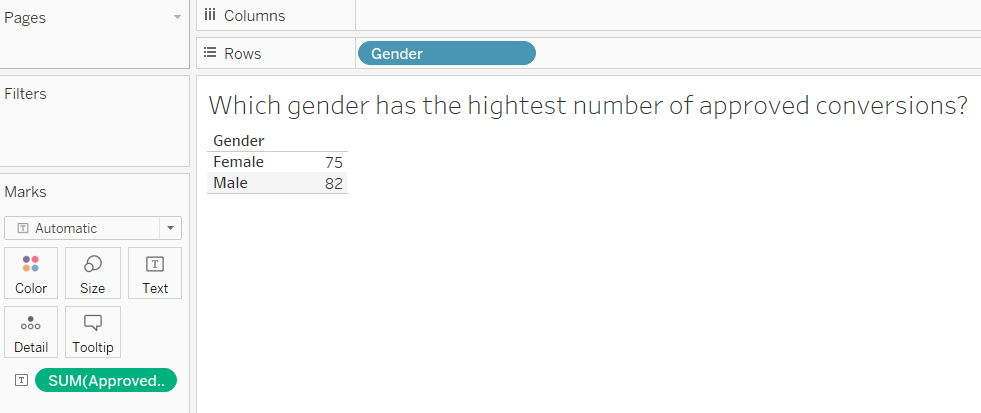 Pages
Columns
Rows
Gender
Filters
Which gender has the hightest number of approved conversions?
Gender
Female 75
Male 82
Marks
T Automatic
Color Size T Text
Detail Tooltip
T SUM(Approved..